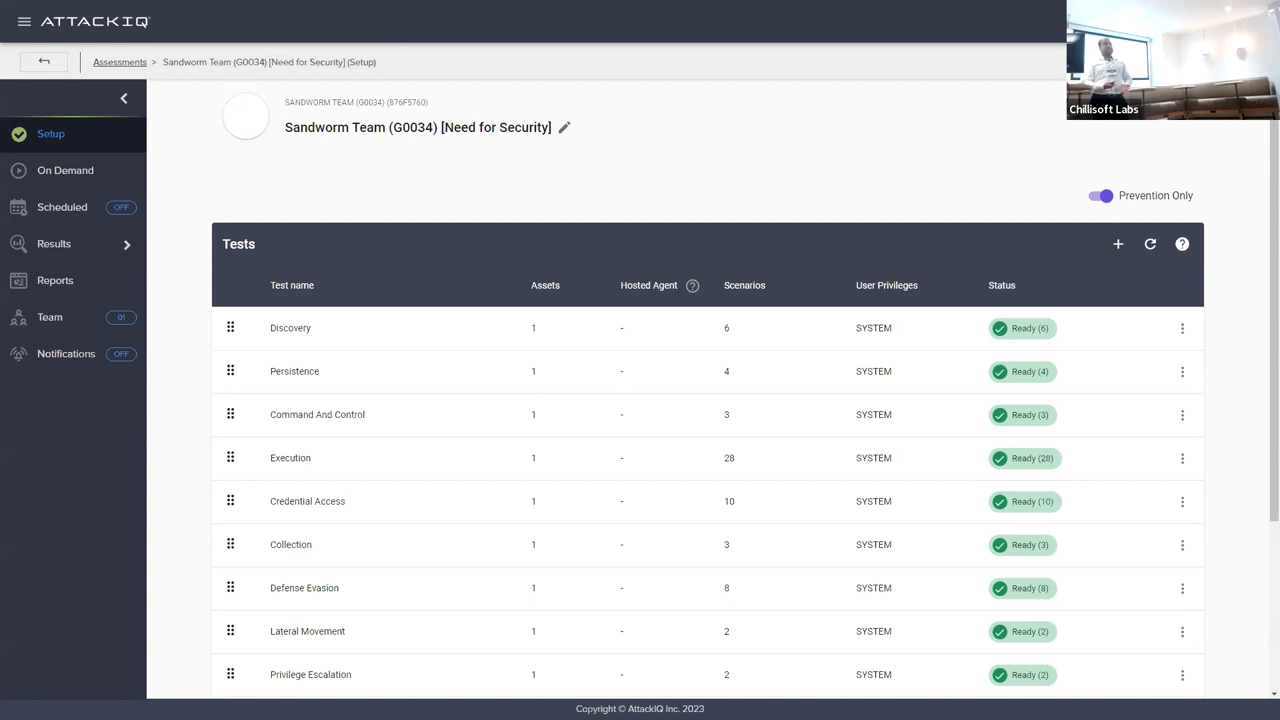 ATTACKIQ
Chillisoft Labs
Assessments > Sandworm Team (G0034) [Need for Security] (Setup)
SANDWORM TEAM (G0034) (876F5760)
Sandworm Team (G0034) [Need for Security]
Setup
On Demand
Scheduled OFF
Results
Reports
Team 01
Notifications OFF
Prevention Only
Tests
Test name Assets Hosted Agent Scenarios User Privileges Status
Discovery 1 - 6 SYSTEM Ready (6)
Persistence 1 - 4 SYSTEM Ready (4)
Command And Control 1 - 3 SYSTEM Ready (3)
Execution 1 - 28 SYSTEM Ready (28)
Credential Access 1 - 10 SYSTEM Ready (10)
Collection 1 - 3 SYSTEM Ready (3)
Defense Evasion 1 - 8 SYSTEM Ready (8)
Lateral Movement 1 - 2 SYSTEM Ready (2)
Privilege Escalation 1 - 2 SYSTEM Ready (2)
Copyright © AttackIQ Inc. 2023